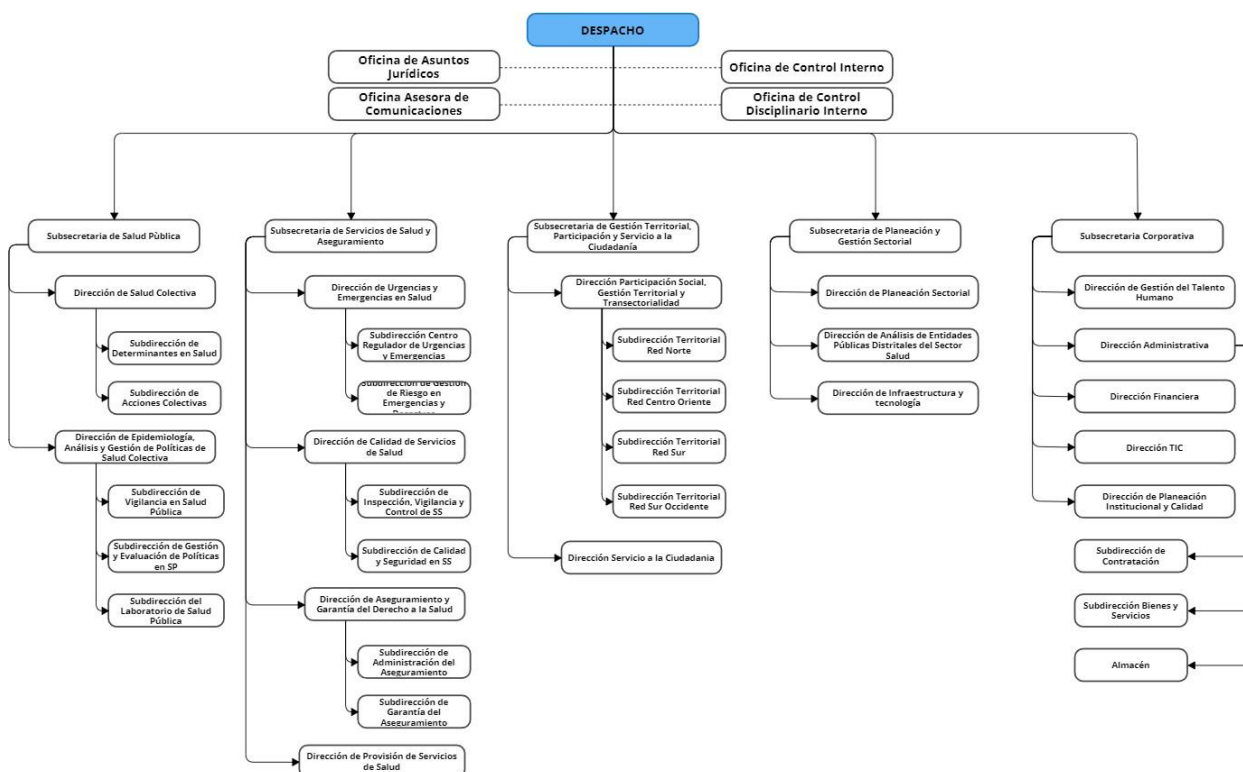 DESPACHO
Oficina de Asuntos
Jurídicos
Oficina de Control Interno
Oficina Asesora de
Comunicaciones
Oficina de Control
Disciplinario Interno
Subsecretaria de Salud Pùblica
Dirección de Salud Colectiva
Subdirección de
Determinantes en Salud
Subdirección de
Acciones Colectivas
Dirección de Epidemiología,
Análisis y Gestión de Políticas de
Salud Colectiva
Subdirección de
Vigilancia en Salud
Pública
Subdirección de Gestión
y Evaluación de Políticas
en SP
Subdirección del
Laboratorio de Salud
Pública
Subsecretaria de Servicios de Salud y
Aseguramiento
Dirección de Urgencias y
Emergencias en Salud
Subdirección Centro
Regulador de Urgencias y
Emergencias
Subdirección de Gestión
de Riesgo en
Emergencias y
Dirección de Calidad de Servicios
de Salud
Subdirección de
Inspección, Vigilancia y
Control de SS
Subdirección de Calidad
y Seguridad en SS
Dirección de Aseguramiento y
Garantía del Derecho a la Salud
Subdirección de
Administración del
Aseguramiento
Subdirección de
Garantía del
Aseguramiento
Dirección de Provisión de Servicios
de Salud
Subsecretaria de Gestión Territorial,
Participación y Servicio a la
Ciudadanía
Dirección Participación Social,
Gestión Territorial y
Transectorialidad
Subdirección Territorial
Red Norte
Subdirección Territorial
Red Centro Oriente
Subdirección Territorial
Red Sur
Subdirección Territorial
Red Sur Occidente
Dirección Servicio a la Ciudadania
Subsecretaria de Planeación y
Gestión Sectorial
Dirección de Planeación Sectorial
Dirección de Análisis de Entidades
Públicas Distritales del Sector
Salud
Dirección de Infraestructura y
tecnología
Subsecretaria Corporativa
Dirección de Gestión del Talento
Humano
Dirección Administrativa
Dirección Financiera
Dirección TIC
Dirección de Planeación
Institucional y Calidad
Subdirección de
Contratación
Subdirección Bienes y
Servicios
Almacén